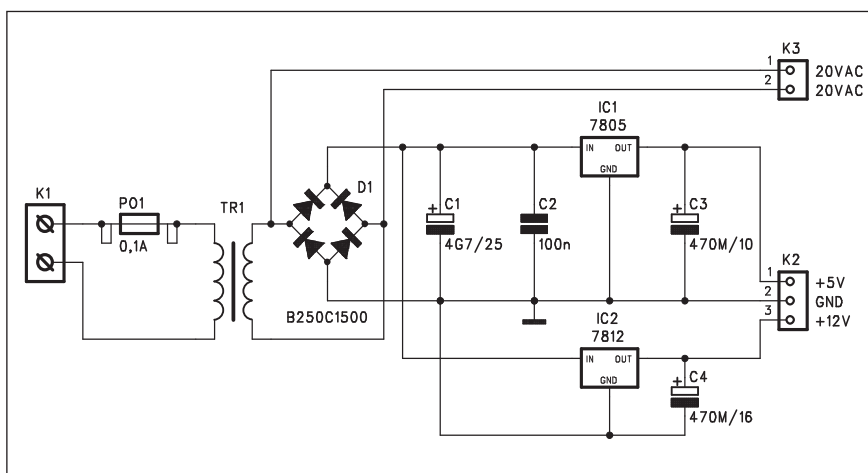 K3
1
20VAC
2
20VAC
IC1
7805
IN
OUT
GND
K1
PO1
0,1A
TR1
D1
+
C1
4G7/25
C2
100n
+
C3
470M/10
K2
1
+5V
2
GND
3
+12V
B250C1500
IC2
7812
IN
OUT
GND
+
C4
470M/16